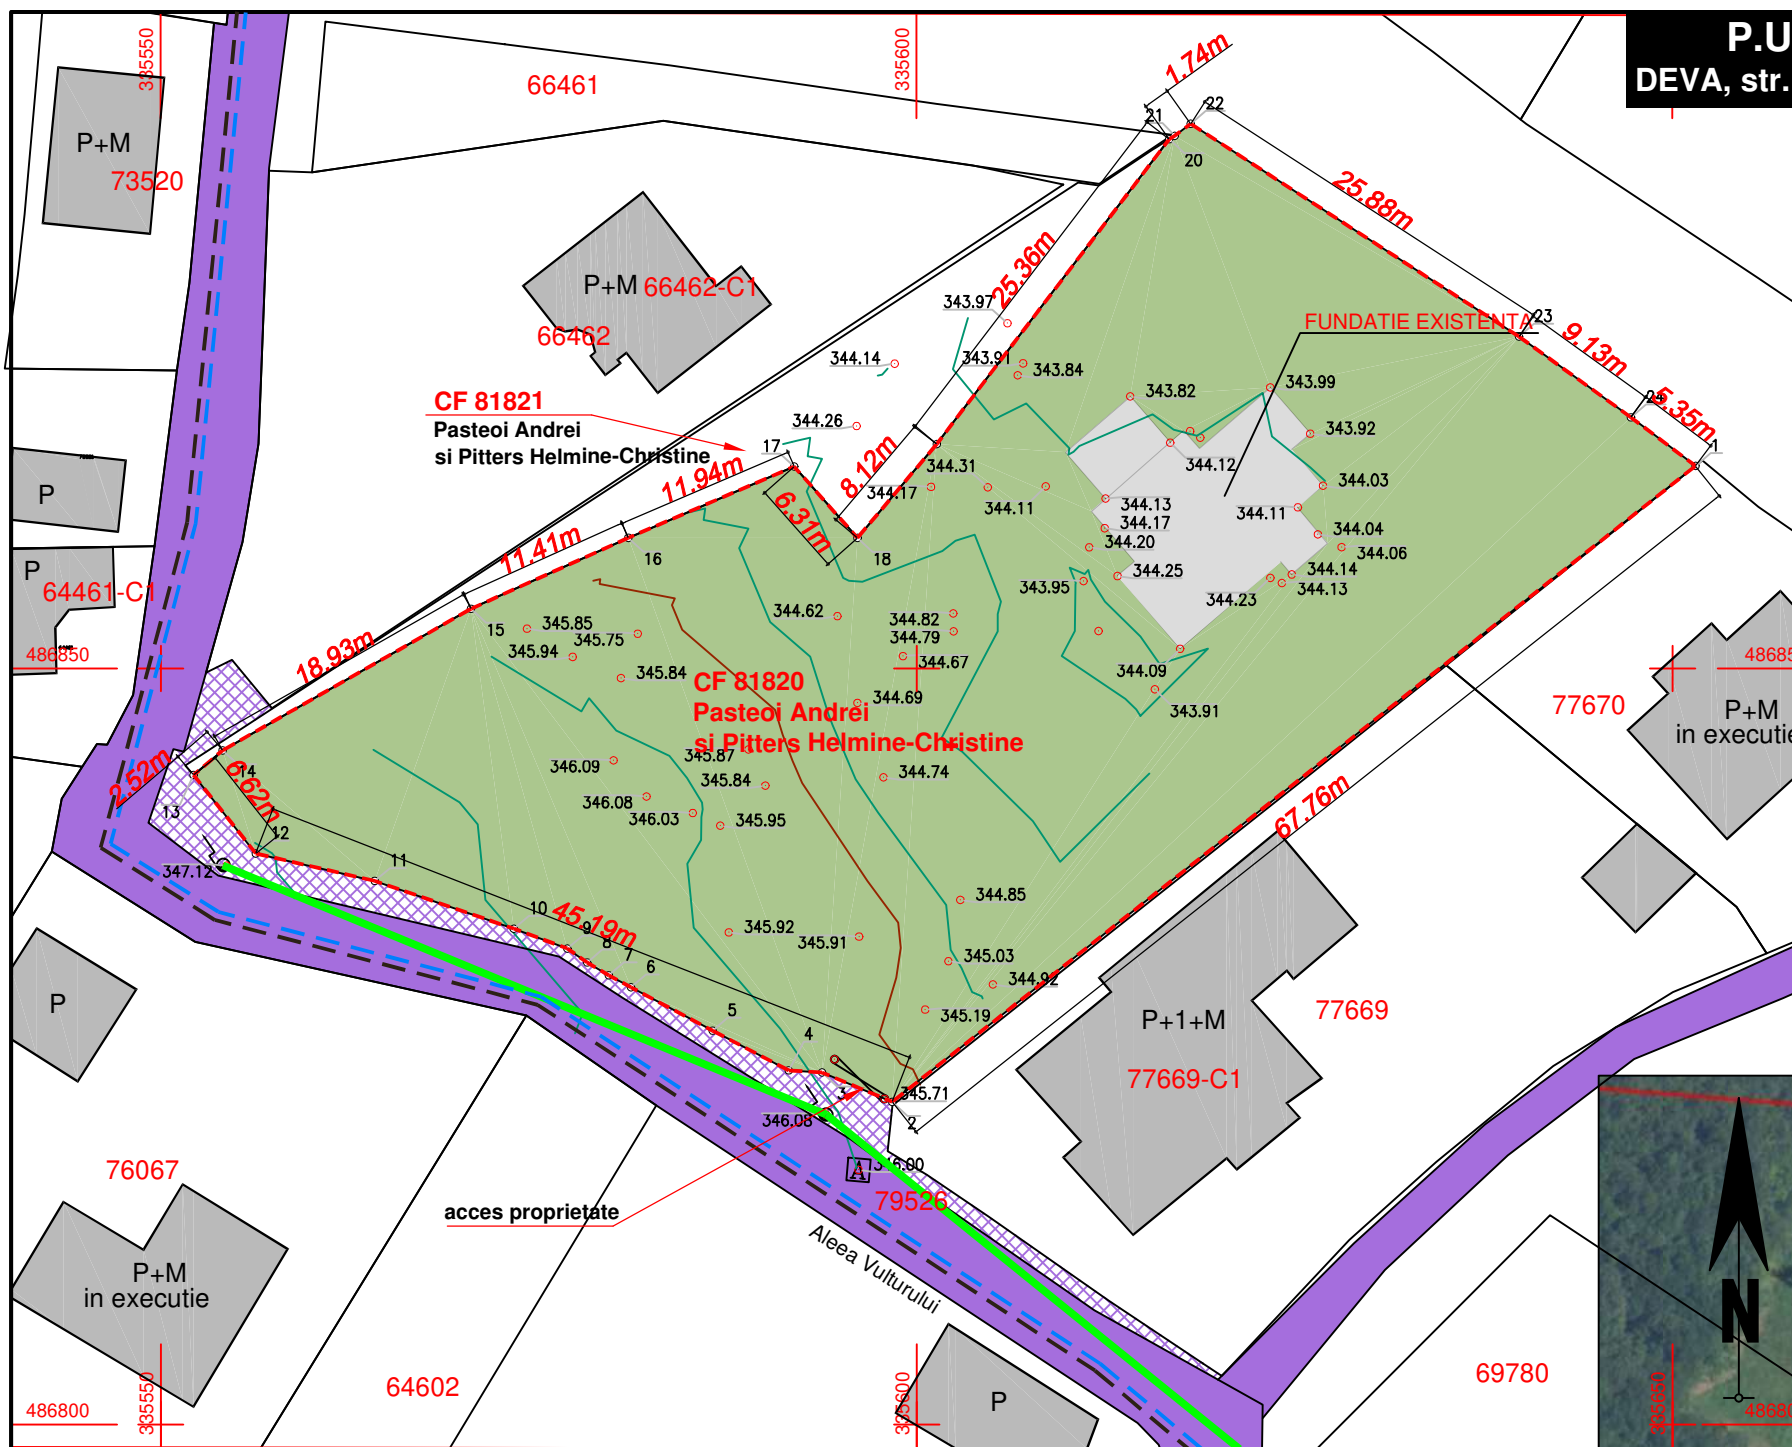 P.U
DEVA, str.
335550
335600
66461
1.74m
21
22
20
P+M
73520
25.88m
25.36m
P+M 66462-C1
66462
343.97
FUNDATIE EXISTENTA
23
9.13m
344.14
343.91
343.84
343.82
343.99
24
5.35m
CF 81821
Pasteoi Andrei
si Pitters Helmine-Christine
344.26
343.92
17
1
11.94m
8.12m
344.31
344.12
P
344.17
344.11
344.13
344.03
6.31m
344.17
344.11
11.41m
16
18
344.20
344.04
344.06
P
64461-C1
343.95
344.25
344.14
344.13
344.23
15
345.85
345.75
344.62
344.82
344.79
18.93m
345.94
344.67
486850
345.84
CF 81820
Pasteoi Andrei
si Pitters Helmine-Christine
344.69
344.09
343.91
77670
P+M
in executie
345.87
14
2.52m
6.62m
346.09
345.84
344.74
13
346.08
346.03
345.95
67.76m
12
11
347.12
344.85
10
45.19m
345.92
345.91
9
8
7
6
345.03
344.92
P
5
345.19
P+1+M
77669
4
3
345.71
77669-C1
2
346.08
76067
A
79526
acces proprietate
Aleea Vulturului
P+M
in executie
N
64602
P
69780
486800
335550
335600
335650